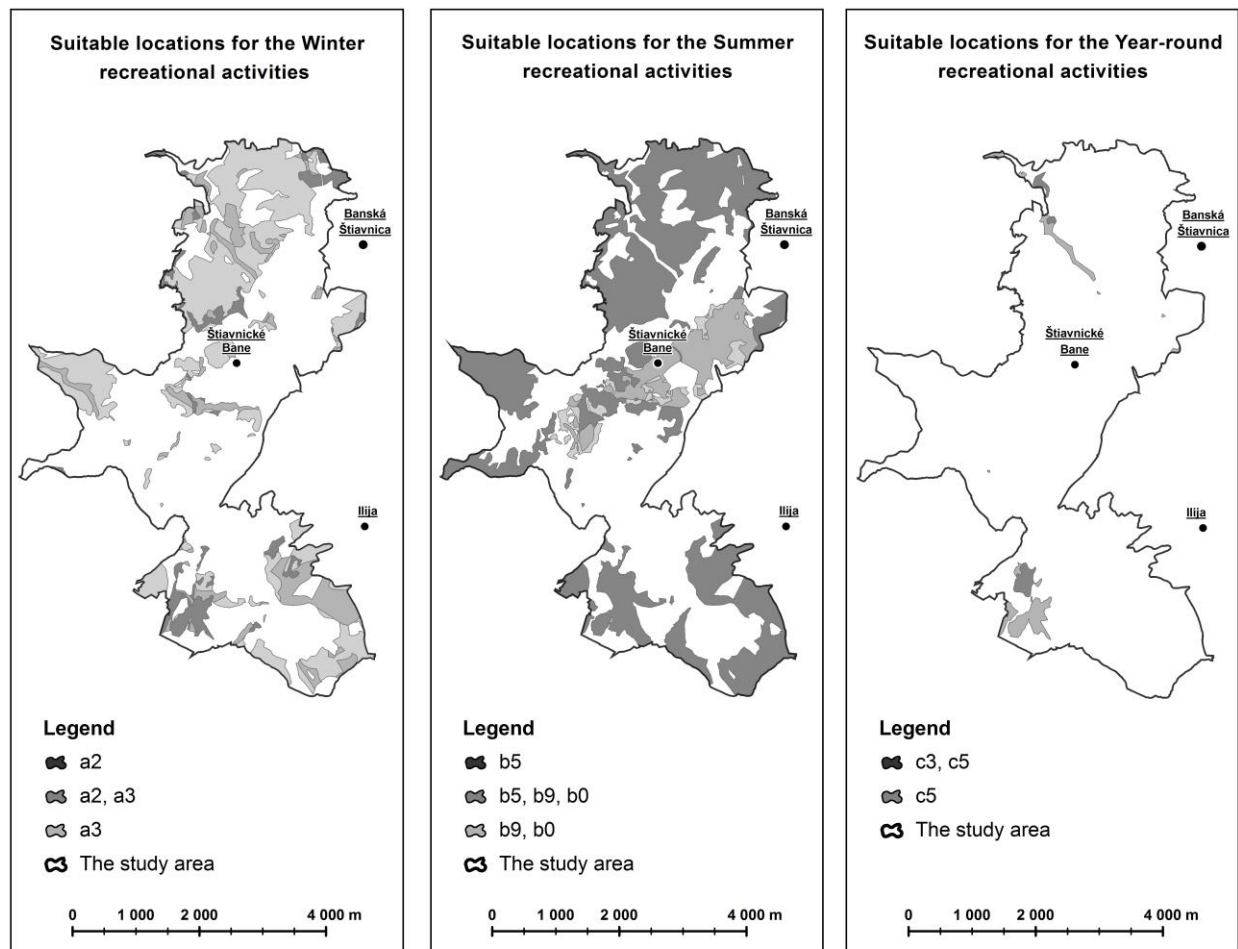 Suitable locations for the Winter
recreational activities
Banská
Štiavnica
Štiavnické
Bane
Ilija
Legend
a2
a2, a3
a3
The study area
0 1 000 2 000 4 000 m
Suitable locations for the Summer
recreational activities
Banská
Štiavnica
Štiavnické
Bane
Ilija
Legend
b5
b5, b9, b0
b9, b0
The study area
0 1 000 2 000 4 000 m
Suitable locations for the Year-round
recreational activities
Banská
Štiavnica
Štiavnické
Bane
Ilija
Legend
c3, c5
c5
The study area
0 1 000 2 000 4 000 m